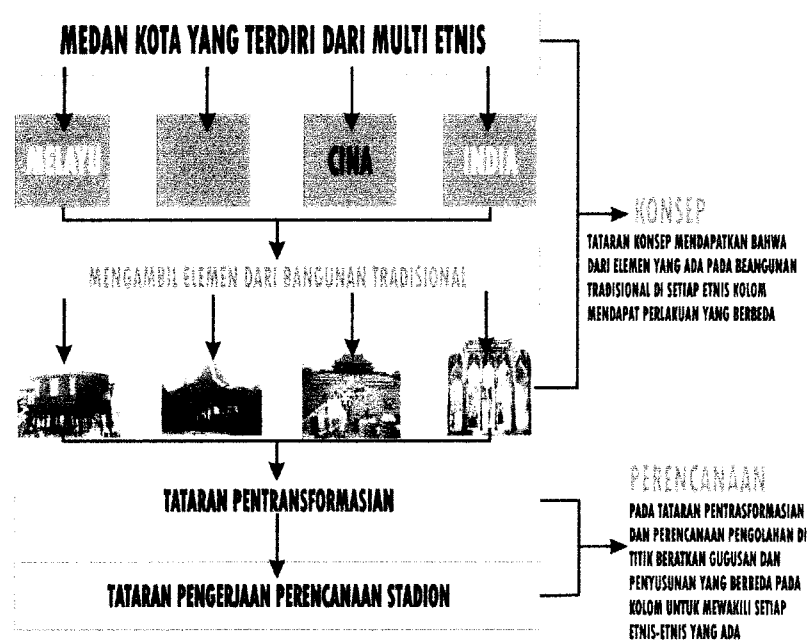 MEDAN KOTA YANG TERDIRI DARI MULTI ETNIS
MELAYU
CINA
INDIA
KONSEP
TATARAN KONSEP MENDAPATKAN BAHWA
DARI ELEMEN YANG ADA PADA BEANGUNAN
TRADISIONAL DI SETIAP ETNIS KOLOM
MENDAPAT PERLAKUAN YANG BERBEDA
MENGAMBIL ELEMEN DARI BANGUNAN TRADISIONAL
TATARAN PENTRANSFORMASIAN
TATARAN PENGERJAAN PERENCANAAN STADION
PERENCANAAN
PADA TATARAN PENTRASFORMASIAN
DAN PERENCANAAN PENGOLAHAN DI
TITIK BERATKAN GUGUSAN DAN
PENYUSUNAN YANG BERBEDA PADA
KOLOM UNTUK MEWAKILI SETIAP
ETNIS-ETNIS YANG ADA